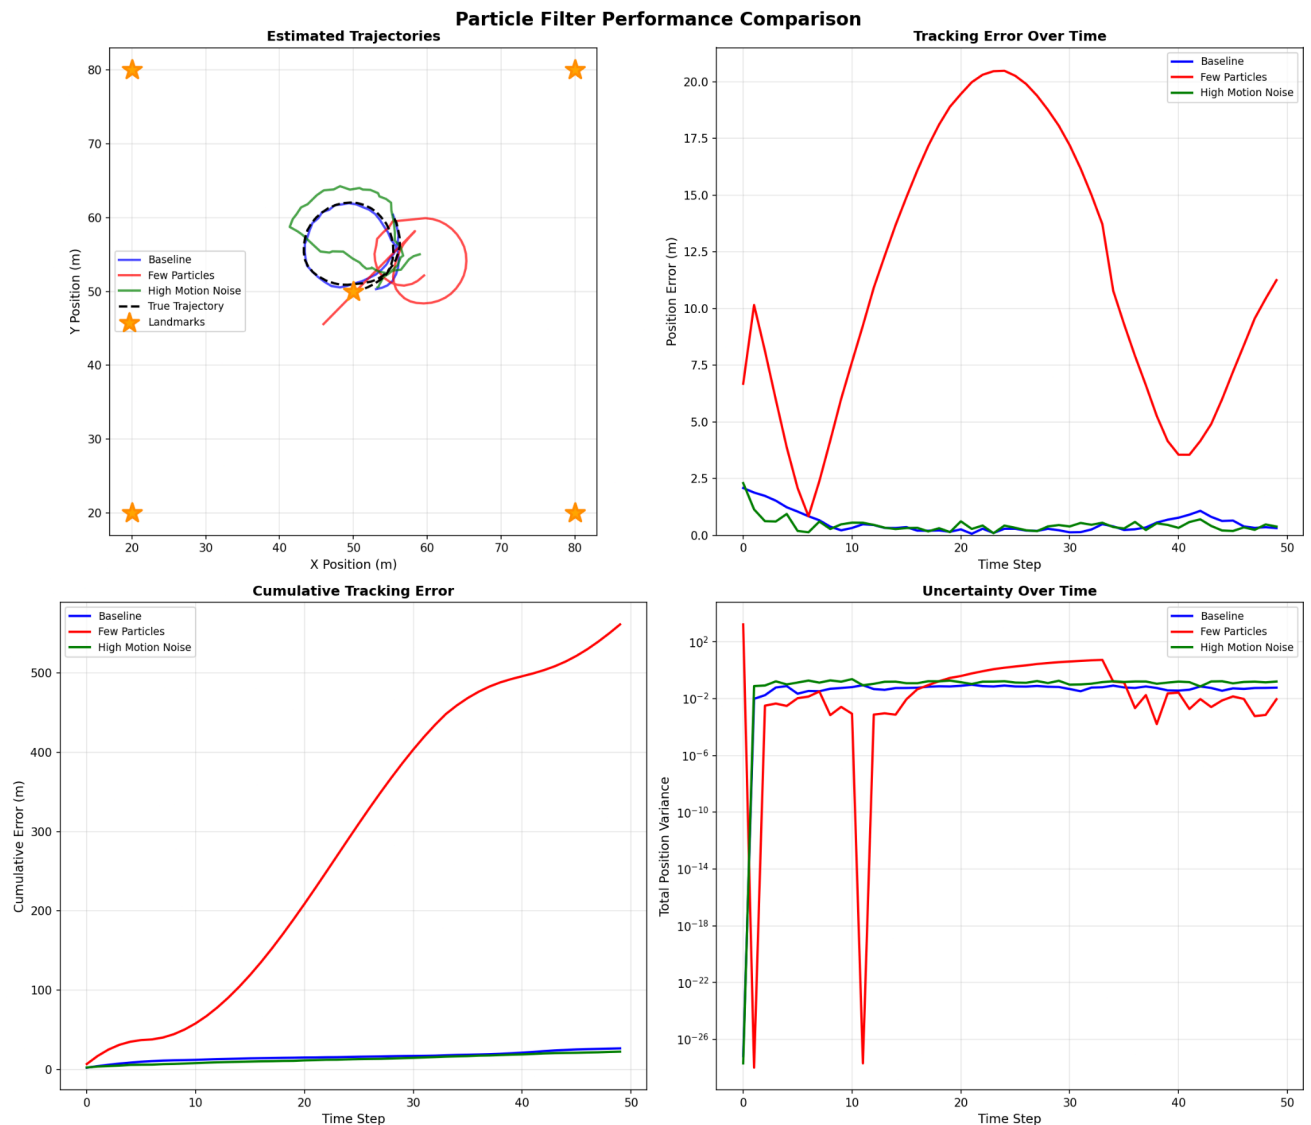 Particle Filter Performance Comparison
Estimated Trajectories
Y Position (m)
80
70
60
50
40
30
20
Baseline
Few Particles
High Motion Noise
True Trajectory
Landmarks
20 30 40 50 60 70 80
X Position (m)
Tracking Error Over Time
Position Error (m)
20.0
17.5
15.0
12.5
10.0
7.5
5.0
2.5
0.0
Baseline
Few Particles
High Motion Noise
0 10 20 30 40 50
Time Step
Cumulative Tracking Error
Cumulative Error (m)
500
400
300
200
100
0
Baseline
Few Particles
High Motion Noise
0 10 20 30 40 50
Time Step
Uncertainty Over Time
Total Position Variance
10²
10⁻²
10⁻⁶
10⁻¹⁰
10⁻¹⁴
10⁻¹⁸
10⁻²²
10⁻²⁶
Baseline
Few Particles
High Motion Noise
0 10 20 30 40 50
Time Step